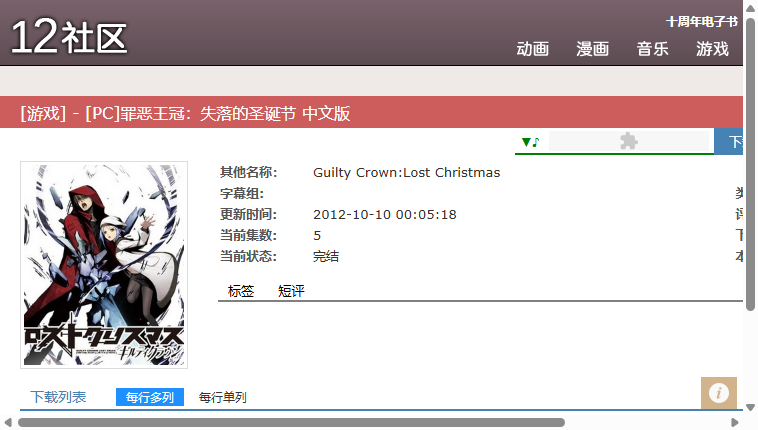 12社区
十周年电子书
动画 漫画 音乐 游戏
[游戏] - [PC]罪恶王冠：失落的圣诞节 中文版
▼♪
其他名称： Guilty Crown:Lost Christmas
字幕组：
更新时间： 2012-10-10 00:05:18
当前集数： 5
当前状态： 完结
标签 短评
ロストクリスマス
ギルティクラウン
下载列表 每行多列 每行单列